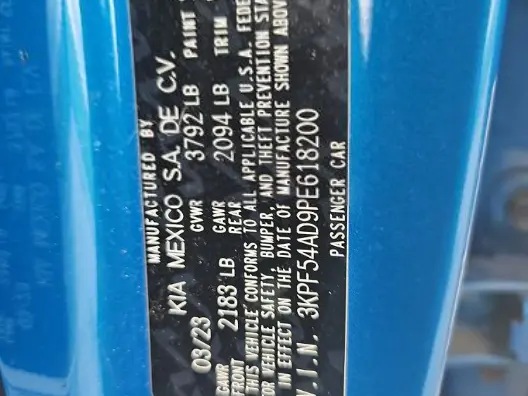 MANUFACTURED BY
KIA MEXICO S.A. DE C.V.
03/23 GVWR 3792 LB PAINT
GAWR GAWR TRIM
FRONT 2183 LB REAR 2094 LB
THIS VEHICLE CONFORMS TO ALL APPLICABLE U.S.A. FEDE
OR VEHICLE SAFETY, BUMPER, AND THEFT PREVENTION STA
IN EFFECT ON THE DATE OF MANUFACTURE SHOWN ABOV
V.I.N. 3KPF54AD9PE618200
PASSENGER CAR